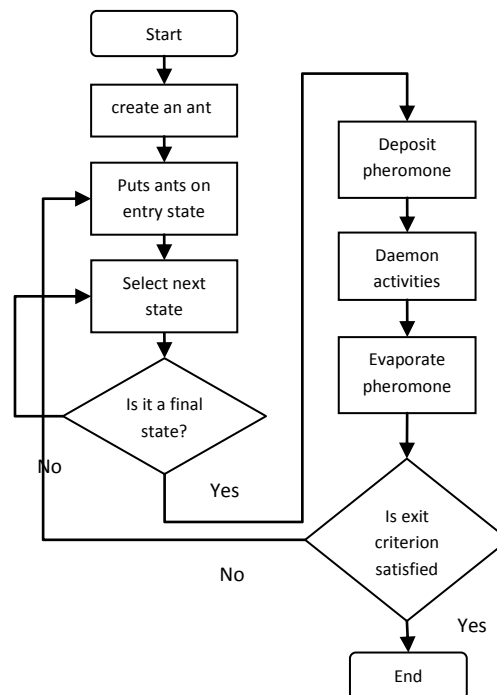 Start
create an ant
Puts ants on
entry state
Select next
state
Is it a final
state?
No
Yes
Deposit
pheromone
Daemon
activities
Evaporate
pheromone
Is exit
criterion
satisfied
No
Yes
End